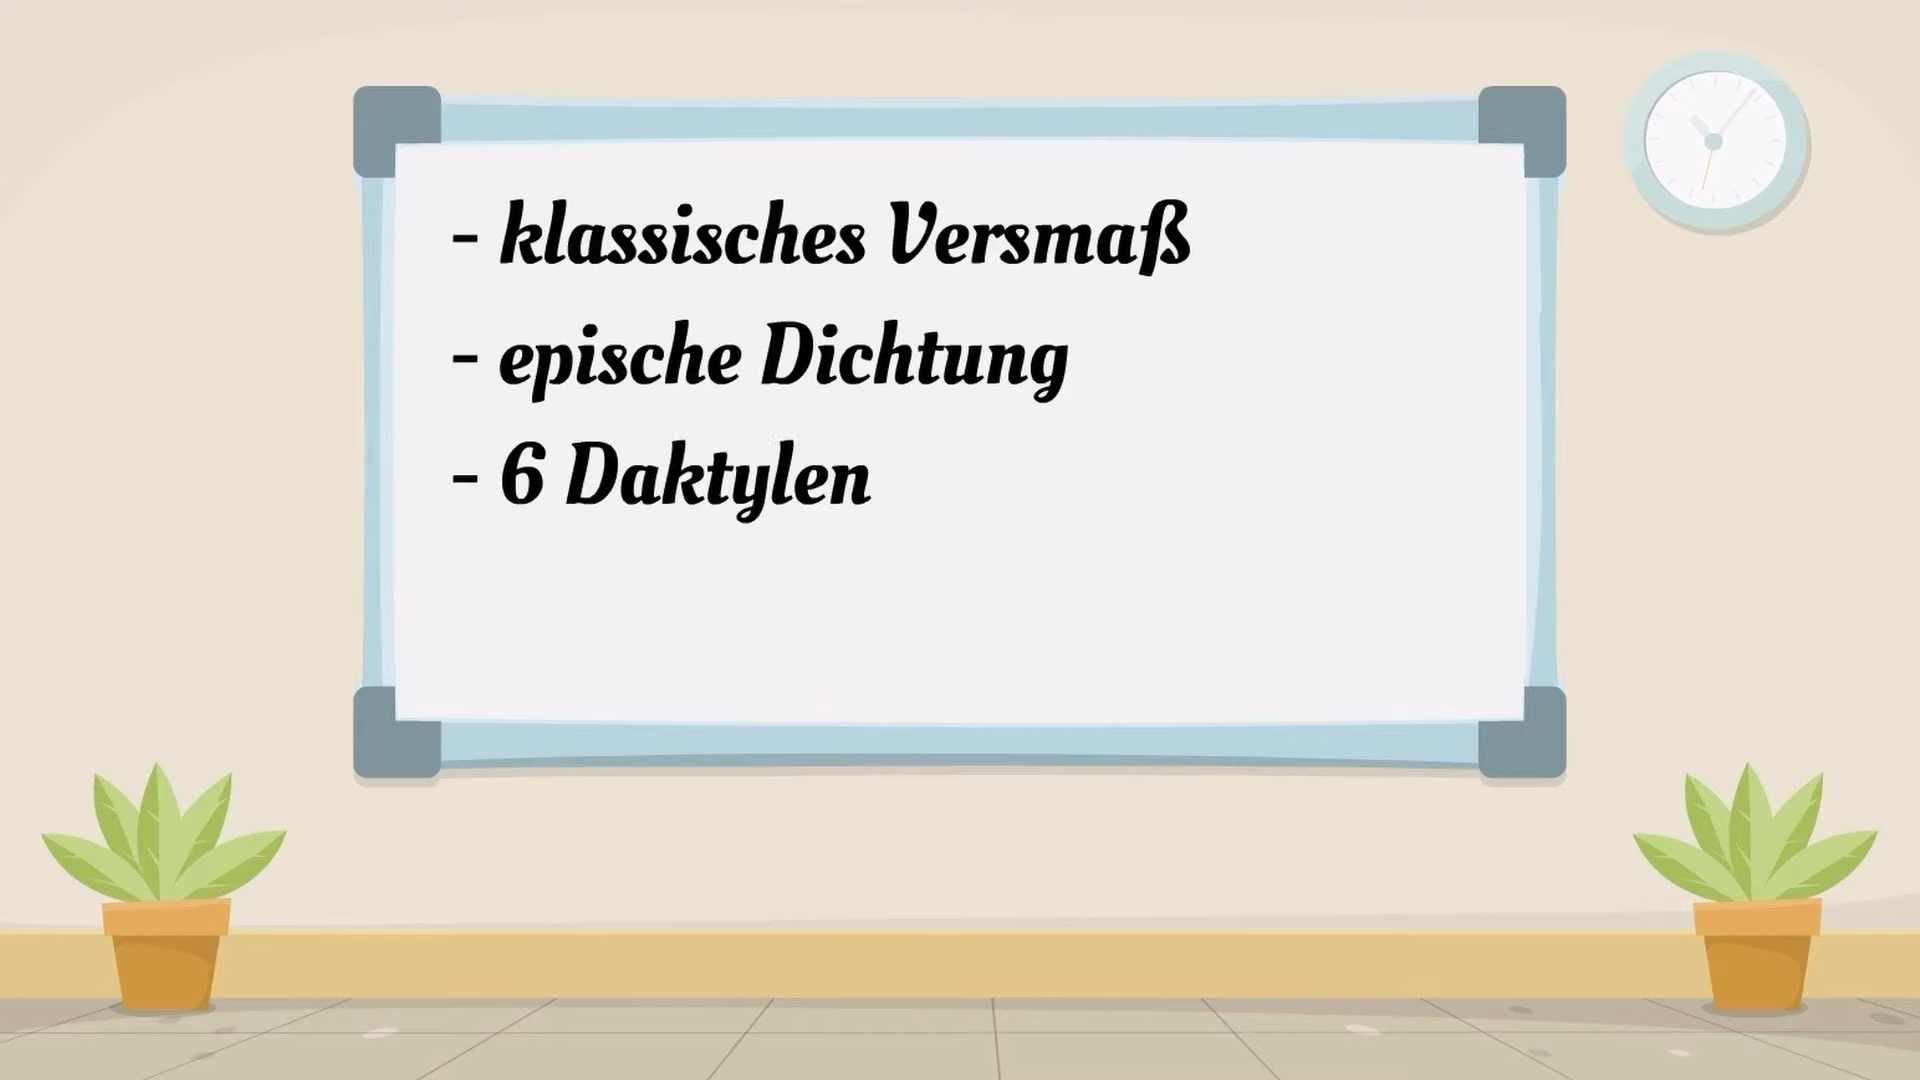 - klassisches Versmaß
- epische Dichtung
- 6 Daktylen